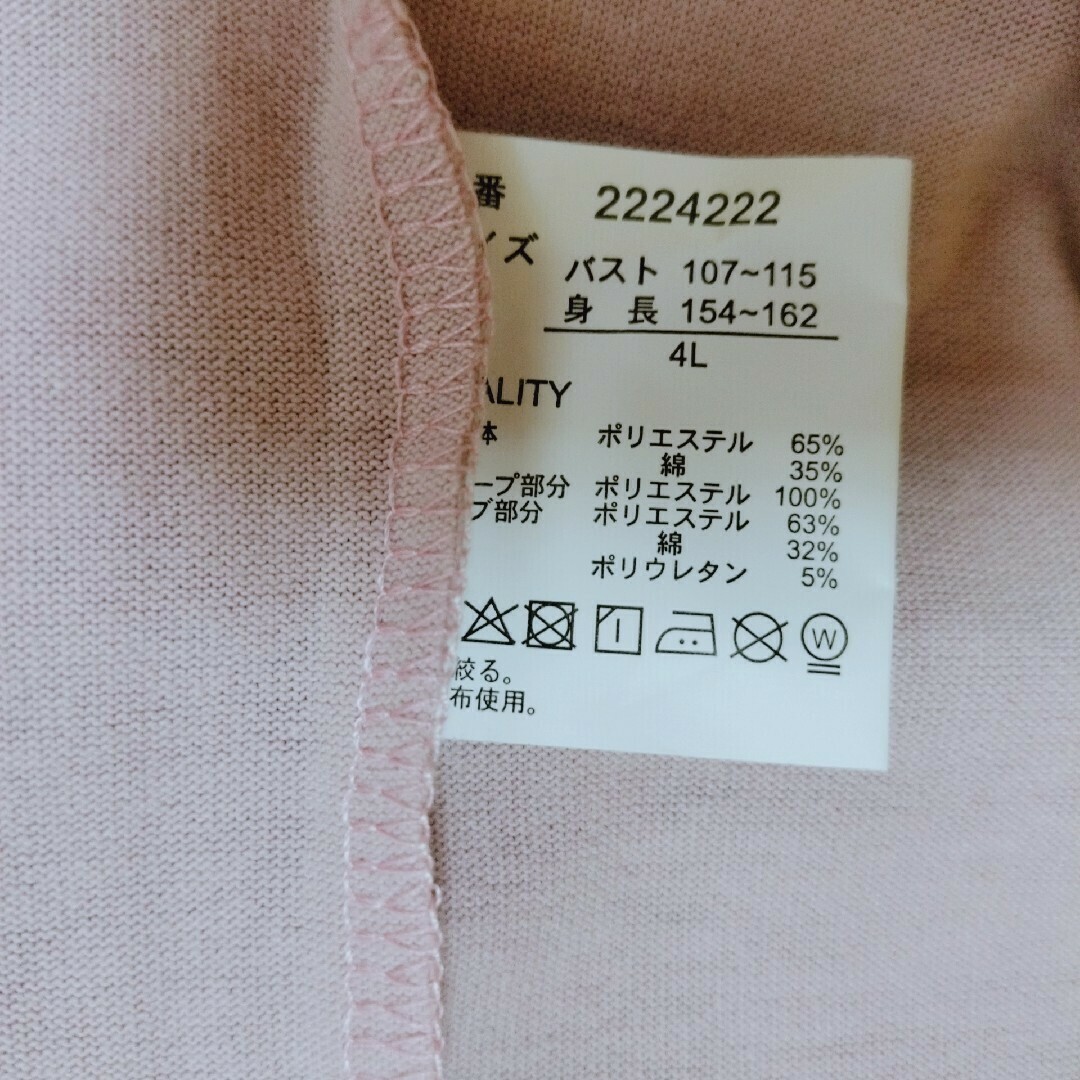 番 2224222
イズ
バスト 107~115
身 長 154~162
4L
ALITY
体 ポリエステル 65%
綿 35%
ープ部分 ポリエステル 100%
ブ部分 ポリエステル 63%
綿 32%
ポリウレタン 5%
W
絞る。
布使用。